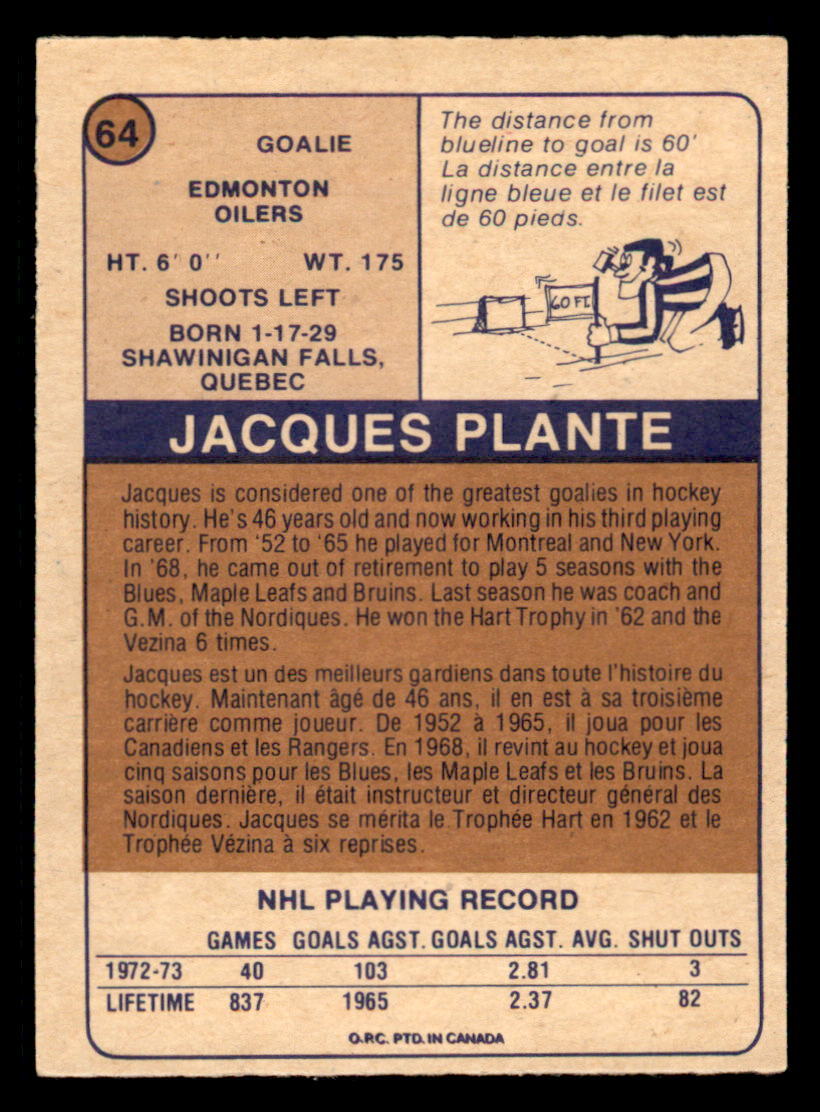 64
GOALIE
EDMONTON
OILERS
HT. 6' 0'' WT. 175
SHOOTS LEFT
BORN 1-17-29
SHAWINIGAN FALLS,
QUEBEC
The distance from
blueline to goal is 60'
La distance entre la
ligne bleue et le filet est
de 60 pieds.
60 FT.
JACQUES PLANTE
Jacques is considered one of the greatest goalies in hockey
history. He's 46 years old and now working in his third playing
career. From '52 to '65 he played for Montreal and New York.
In '68, he came out of retirement to play 5 seasons with the
Blues, Maple Leafs and Bruins. Last season he was coach and
G.M. of the Nordiques. He won the Hart Trophy in '62 and the
Vezina 6 times.
Jacques est un des meilleurs gardiens dans toute l'histoire du
hockey. Maintenant âgé de 46 ans, il en est à sa troisième
carrière comme joueur. De 1952 à 1965, il joua pour les
Canadiens et les Rangers. En 1968, il revint au hockey et joua
cinq saisons pour les Blues, les Maple Leafs et les Bruins. La
saison dernière, il était instructeur et directeur général des
Nordiques. Jacques se mérita le Trophée Hart en 1962 et le
Trophée Vézina à six reprises.
NHL PLAYING RECORD
GAMES GOALS AGST. GOALS AGST. AVG. SHUT OUTS
1972-73 40 103 2.81 3
LIFETIME 837 1965 2.37 82
O.P.C. PTD. IN CANADA